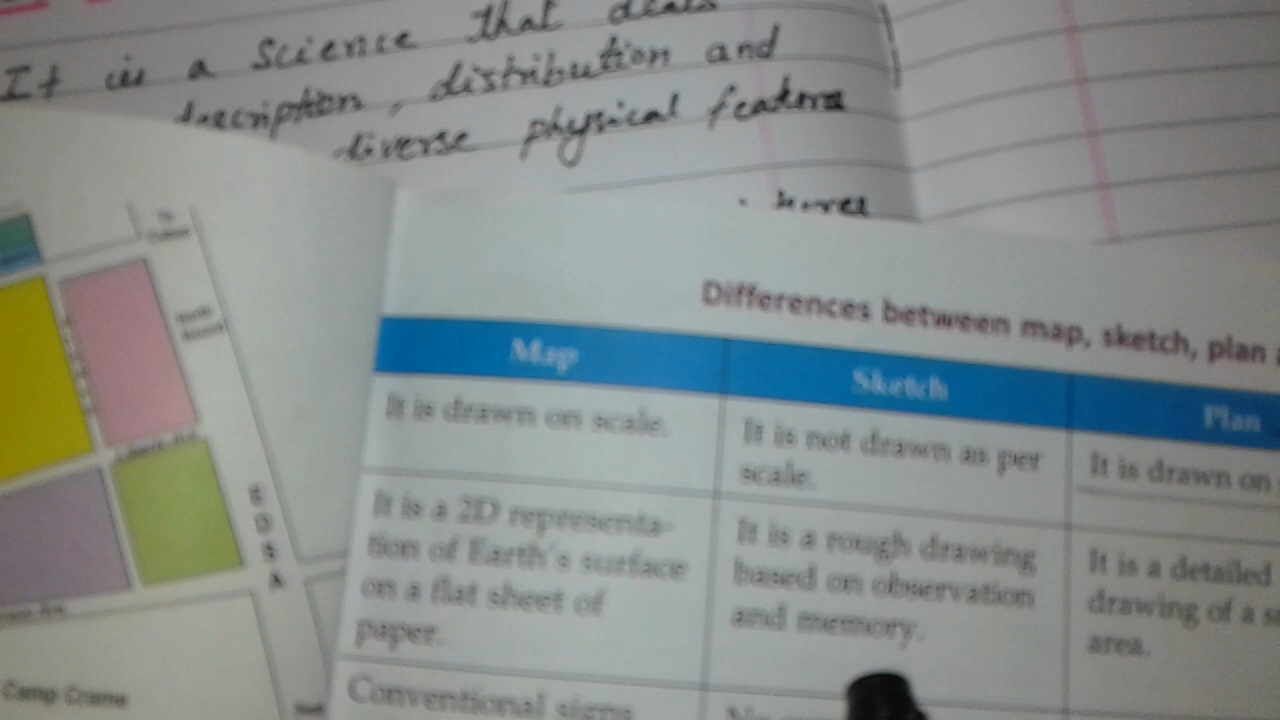 It is a science that deals
description, distribution and
diverse physical features
Differences between map, sketch, plan
Map
Sketch
Plan
It is drawn on scale.
It is not drawn as per
scale.
It is drawn on
It is a 2D representa-
tion of Earth's surface
on a flat sheet of
paper.
It is a rough drawing
based on observation
and memory.
It is a detailed
drawing of a
area.
Conventional signs
EDSA
Camp Crame